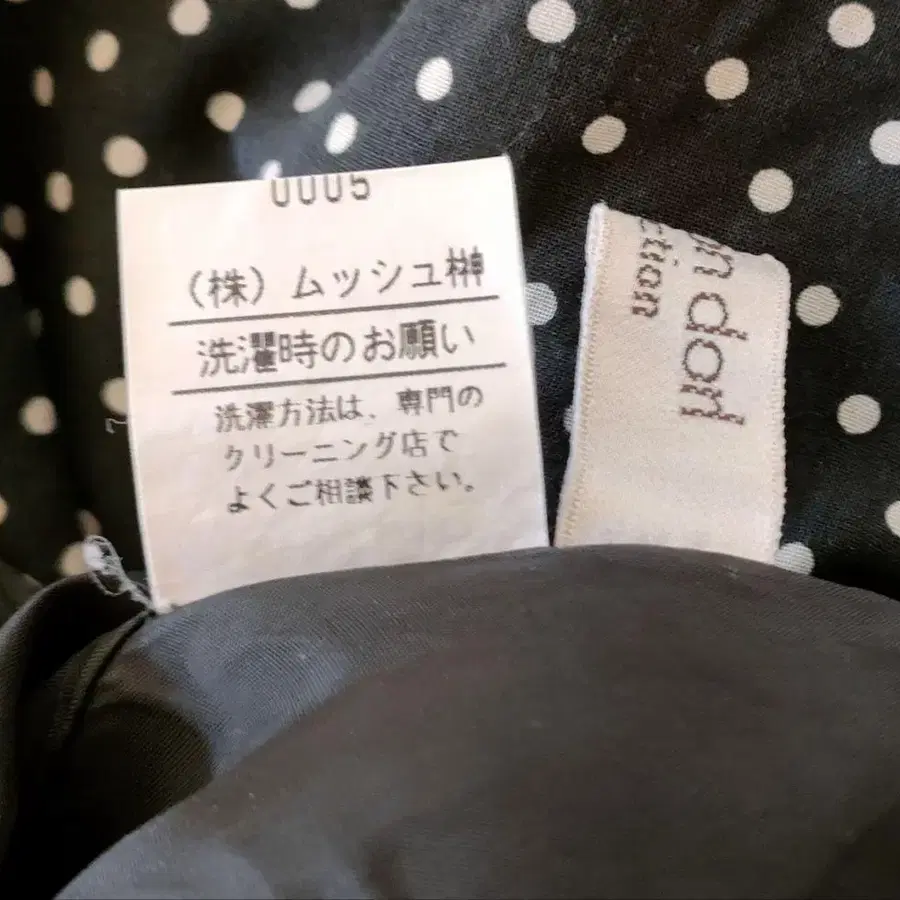 0005
(株)ムッシュ榊
洗濯時のお願い
洗濯方法は、専門の
クリーニング店で
よくご相談下さい。
don